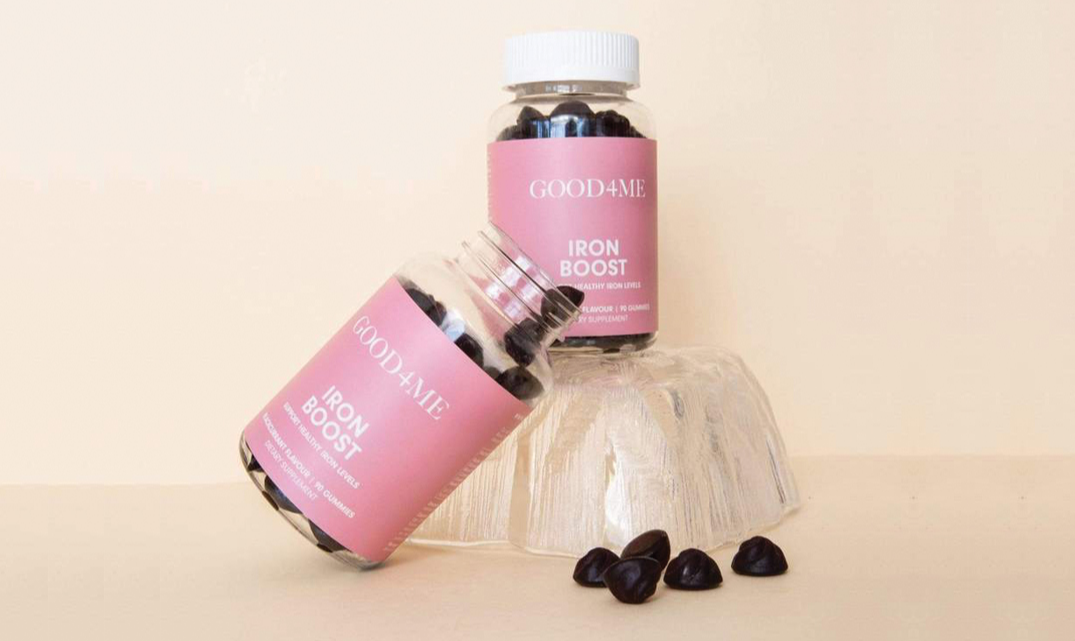 GOOD4ME
IRON
BOOST
HEALTHY IRON LEVELS
FLAVOUR | 90 GUMMIES
SUPPLEMENT
GOOD4ME
IRON
BOOST
SUPPORT HEALTHY IRON LEVELS
FLAVOUR | 90 GUMMIES
DIETARY SUPPLEMENT